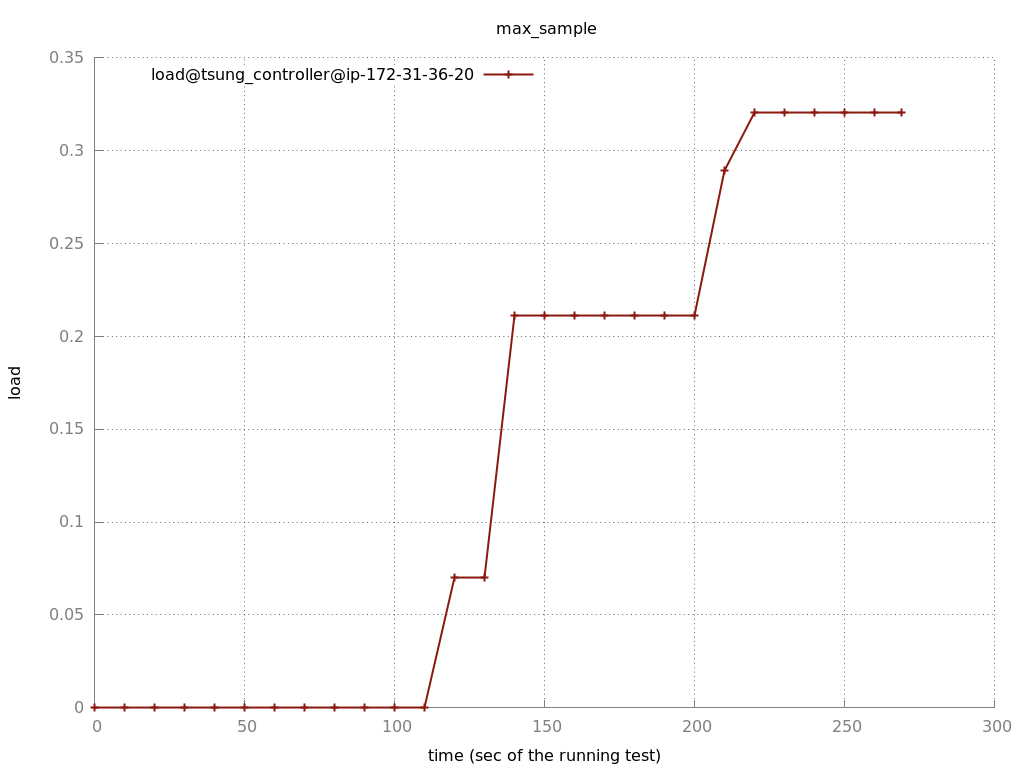 max_sample
load@tsung_controller@ip-172-31-36-20
0.35
0.3
0.25
0.2
0.15
0.1
0.05
0
load
0 50 100 150 200 250 300
time (sec of the running test)